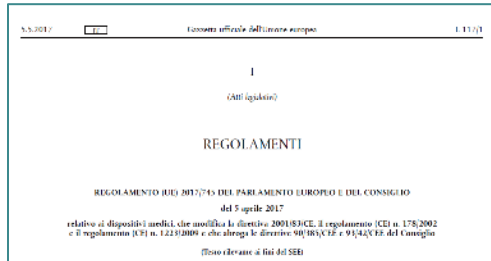 5.5.2017 IT Gazzetta ufficiale dell'Unione europea L 117/1
I
(Atti legislativi)
REGOLAMENTI
REGOLAMENTO (UE) 2017/745 DEL PARLAMENTO EUROPEO E DEL CONSIGLIO
del 5 aprile 2017
relativo ai dispositivi medici, che modifica la direttiva 2001/83/CE, il regolamento (CE) n. 178/2002
e il regolamento (CE) n. 1223/2009 e che abroga le direttive 90/385/CEE e 93/42/CEE del Consiglio
(Testo rilevante ai fini del SEE)